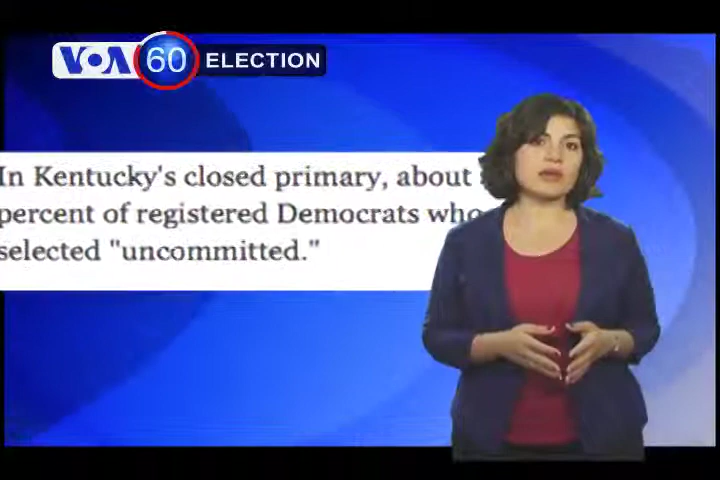 VOA 60 ELECTION
In Kentucky's closed primary, about
percent of registered Democrats who
selected "uncommitted."